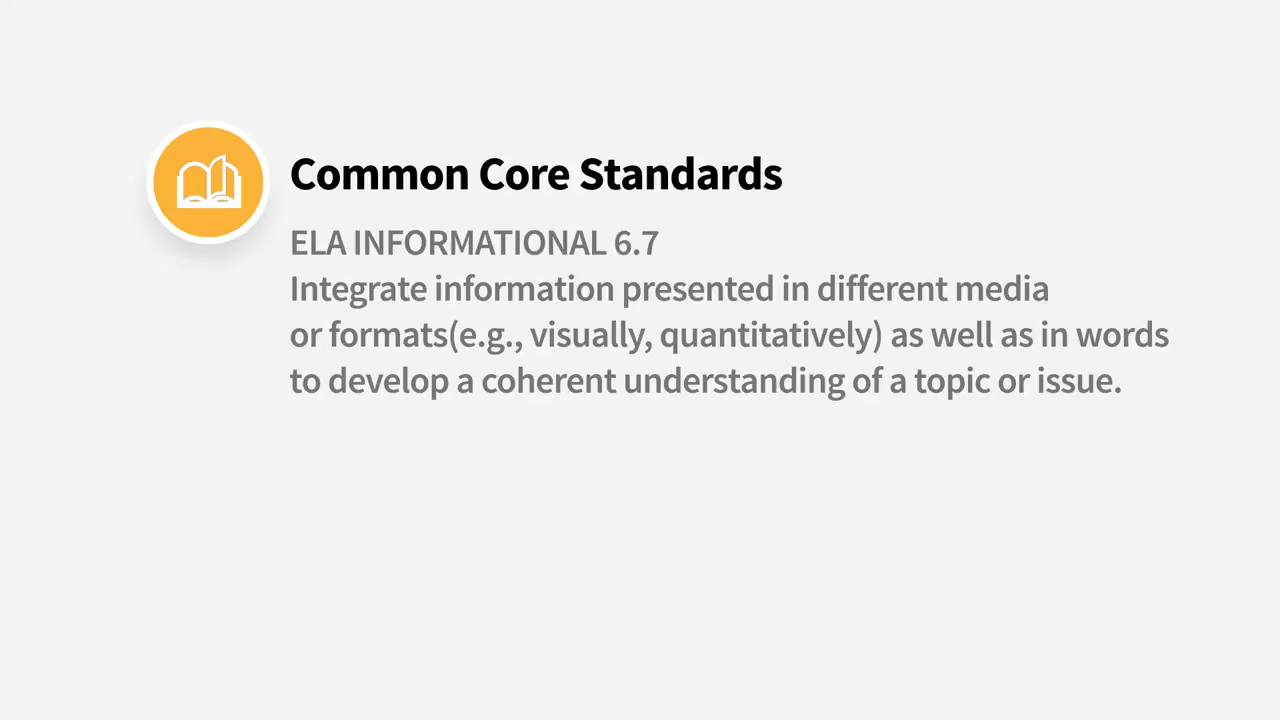 Common Core Standards
ELA INFORMATIONAL 6.7
Integrate information presented in different media
or formats(e.g., visually, quantitatively) as well as in words
to develop a coherent understanding of a topic or issue.